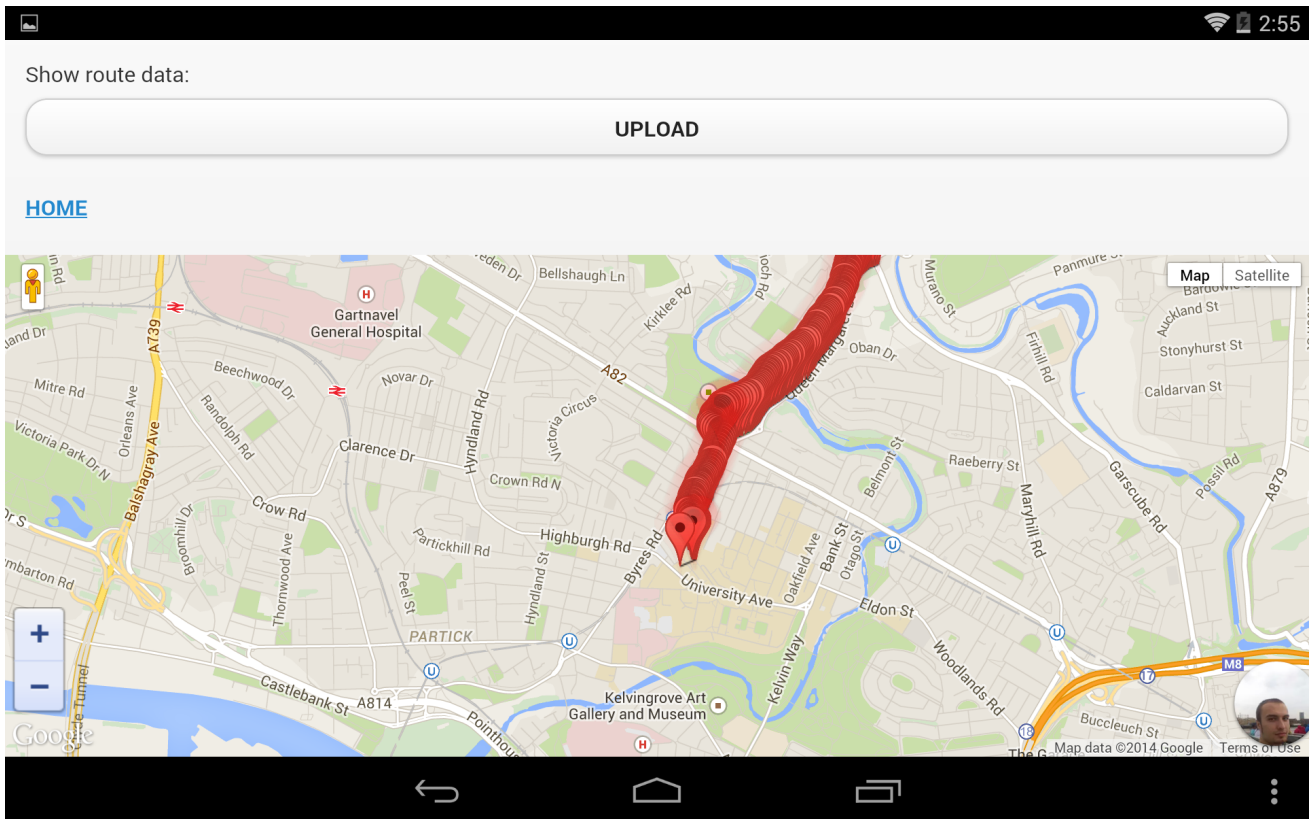 2:55
Show route data:
UPLOAD
HOME
Map
Satellite
Bellshaugh Ln
Kirklee Rd
Murano St
Auckland St
Stonyhurst St
Caldarvan St
Gartnavel
General Hospital
A739
A82
Oban Dr
Firhill Rd
Mitre Rd
Beechwood Dr
Novar Dr
Orleans Ave
Randolph Rd
Hyndland Rd
Victoria Circus
Victoria Park Dr N
Balshagray Ave
Clarence Dr
Crown Rd N
Belmont St
Raeberry St
Garscube Rd
Possil Rd
A879
Maryhill Rd
Crow Rd
Broomhill Dr
Partickhill Rd
Highburgh Rd
Byres Rd
University Ave
Oakfield Ave
Bank St
Otago St
Eldon St
Thornwood Ave
Peel St
Hyndland St
PARTICK
Castlebank St
A814
Kelvin Way
Woodlands Rd
Kelvingrove Art
Gallery and Museum
M8
17
18
Buccleuch St
Google
Map data ©2014 Google
Terms of Use